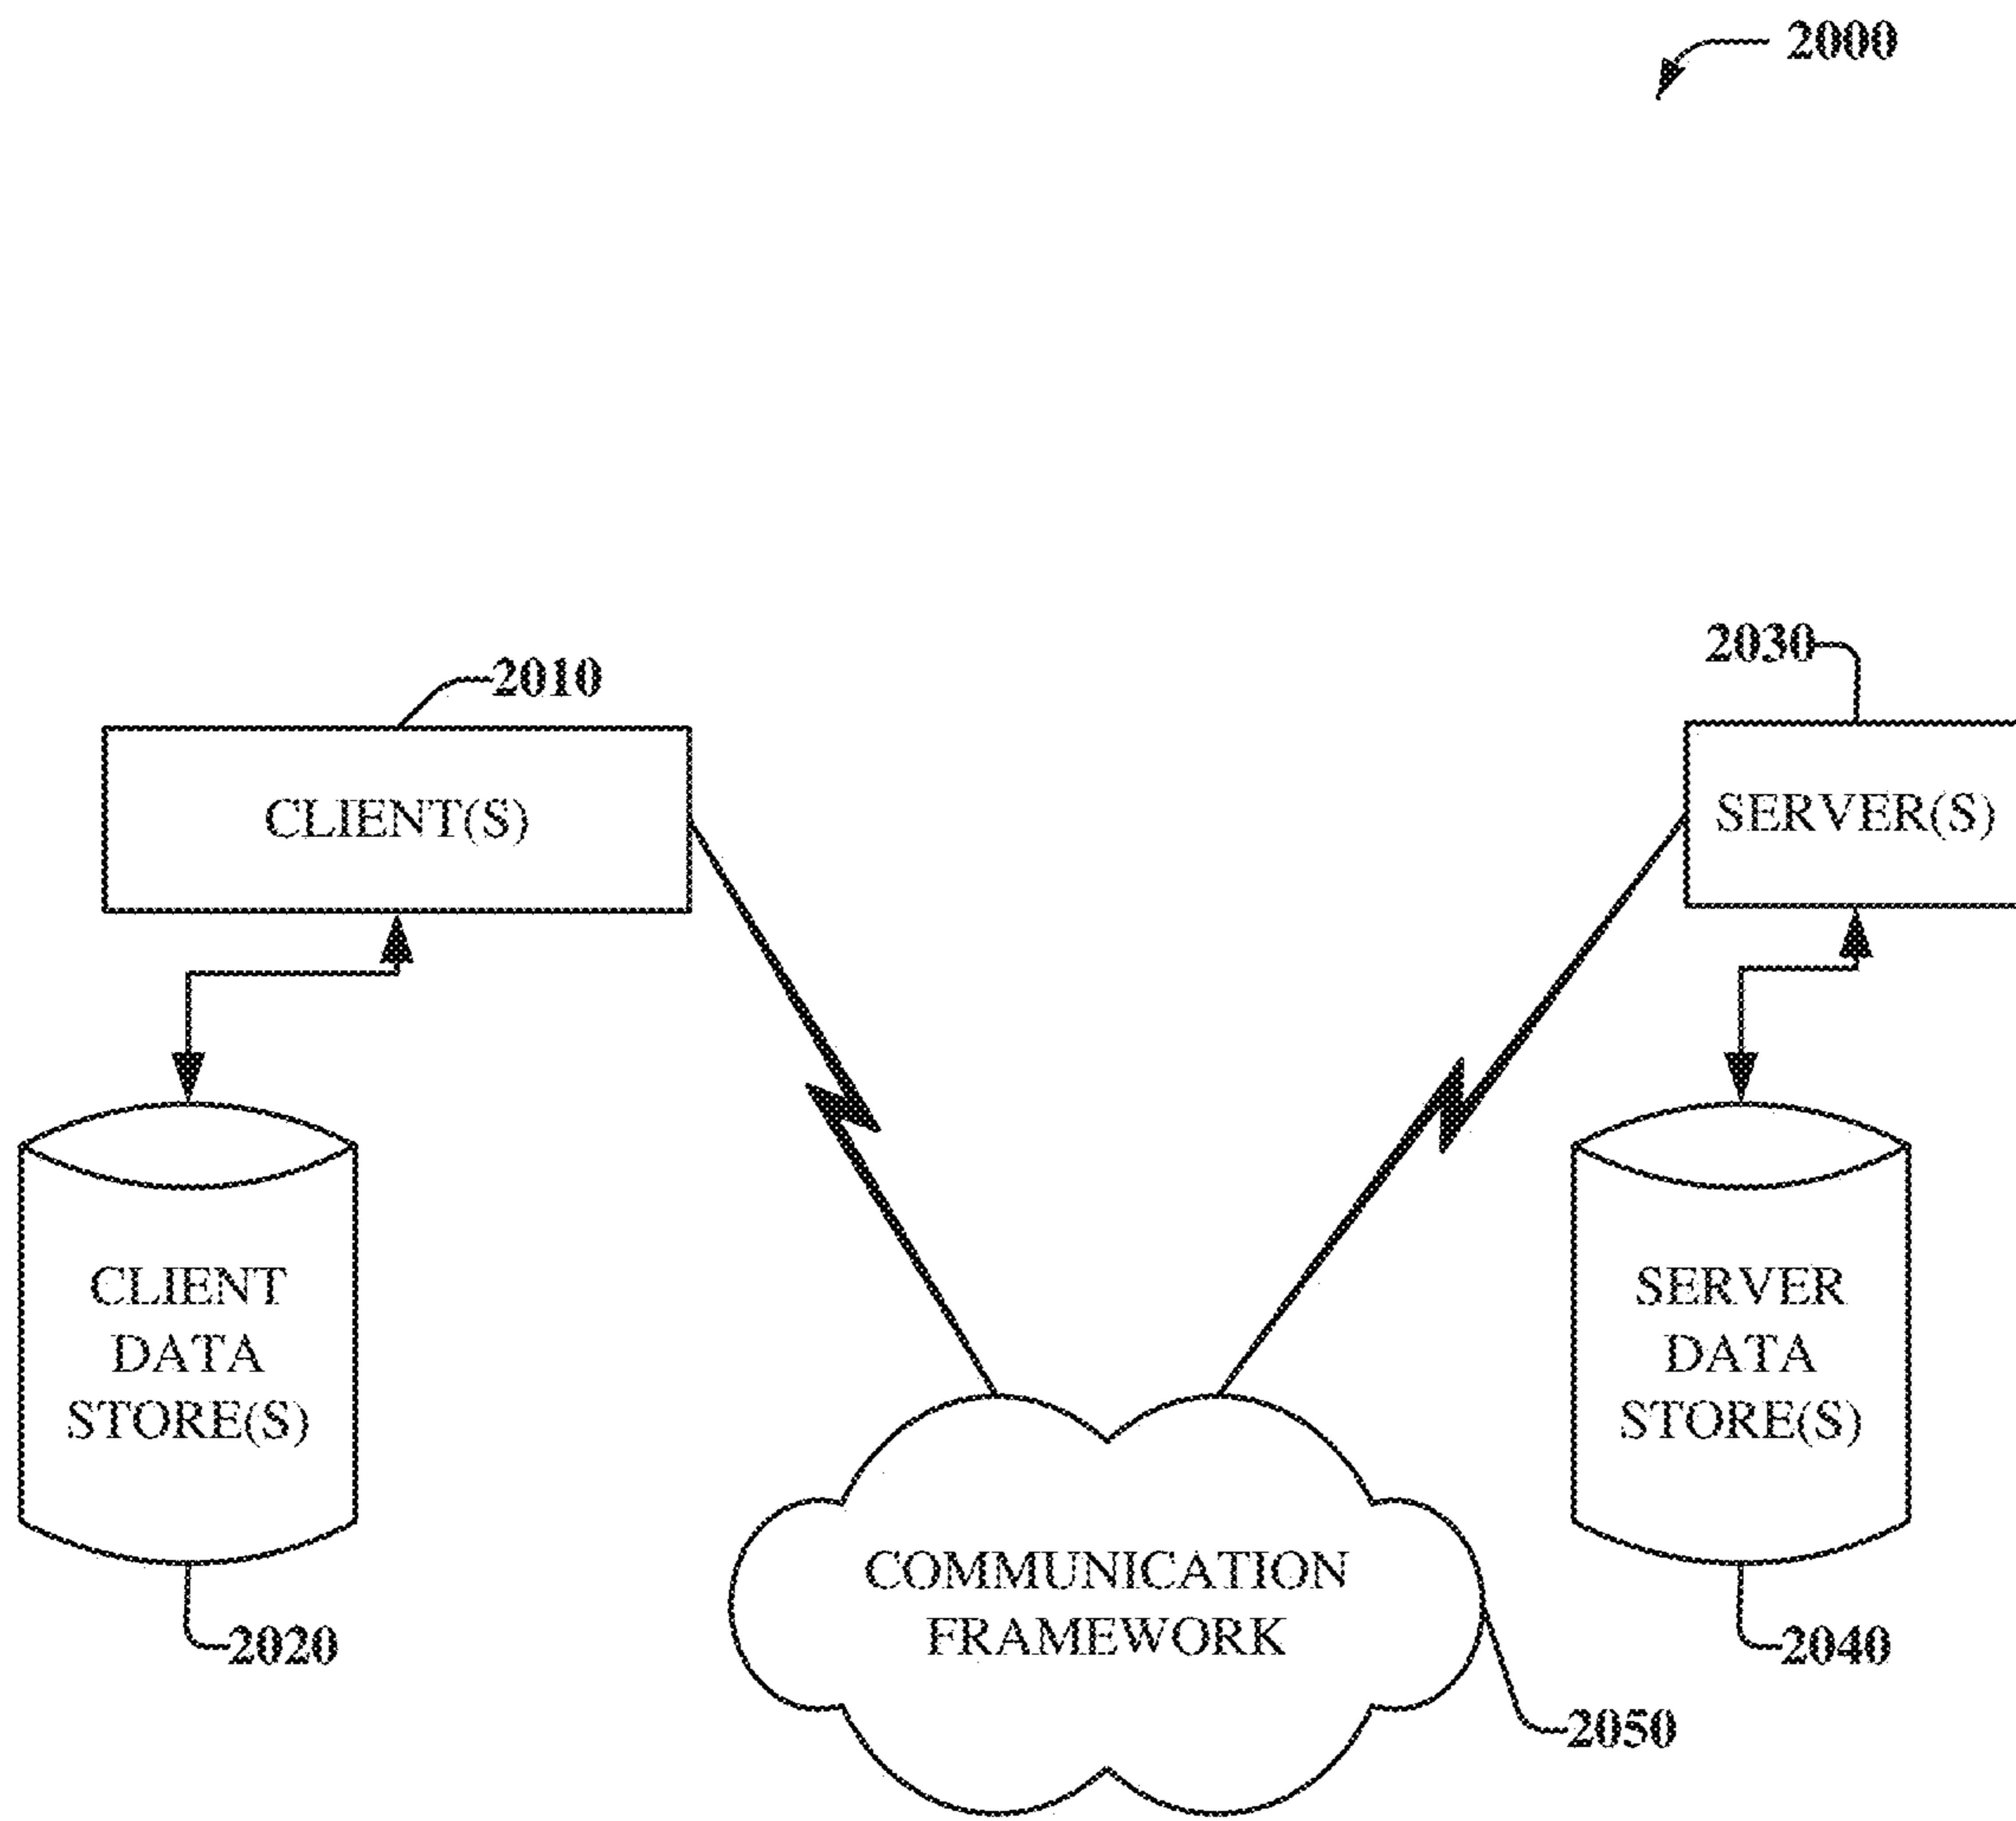 2000
2010
2030
CLIENT(S)
SERVER(S)
CLIENT
DATA
STORE(S)
SERVER
DATA
STORE(S)
COMMUNICATION
FRAMEWORK
2020
2040
2050